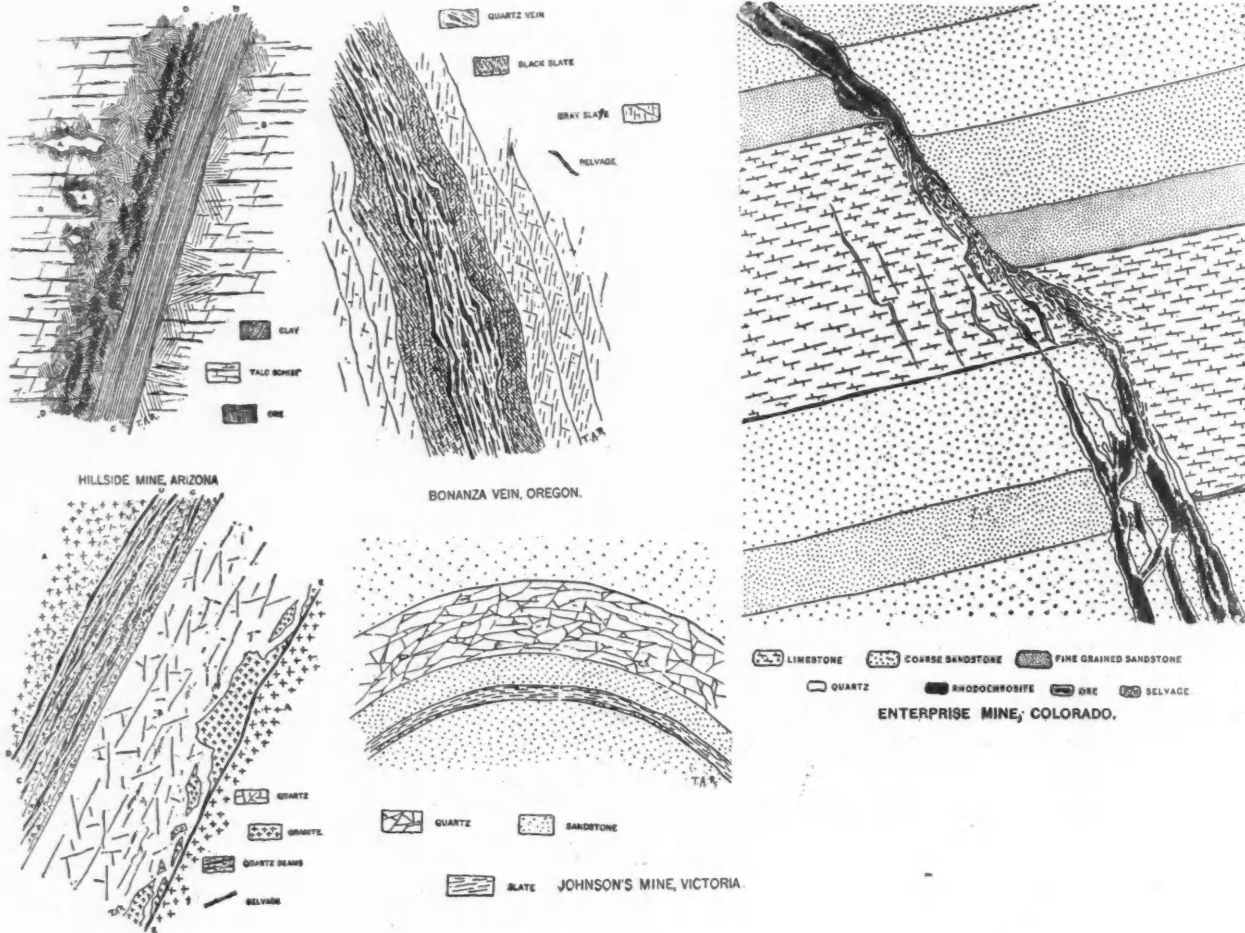 CLAY
TALC SCHIST
ORE
HILLSIDE MINE, ARIZONA
QUARTZ VEIN
BLACK SLATE
GRAY SLATE
SELVAGE
T.A.R.
BONANZA VEIN, OREGON.
LIMESTONE COARSE SANDSTONE FINE GRAINED SANDSTONE
QUARTZ RHODOCHROSITE ORE SELVAGE.
ENTERPRISE MINE, COLORADO.
QUARTZ
GRANITE
QUARTZ SEAMS
SELVAGE
T.A.R.
QUARTZ SANDSTONE
SLATE JOHNSON'S MINE, VICTORIA.